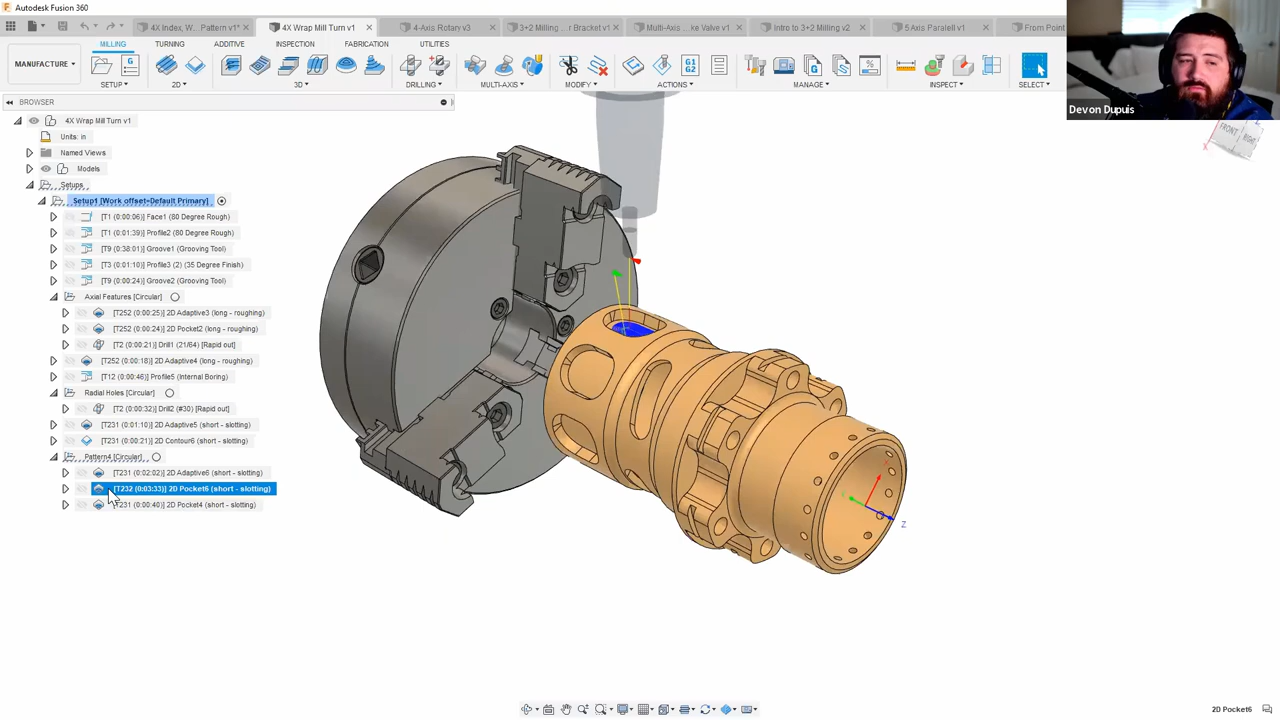 Autodesk Fusion 360
4X Index, W... Pattern v1*
4X Wrap Mill Turn v1
4-Axis Rotary v3
3+2 Milling ... r Bracket v1*
Multi-Axis ... ke Valve v1
Intro to 3+2 Milling v2
5 Axis Parallel v1
From Point
MILLING TURNING ADDITIVE INSPECTION FABRICATION UTILITIES
MANUFACTURE
SETUP 2D 3D DRILLING MULTI-AXIS MODIFY ACTIONS MANAGE INSPECT SELECT
G1
G2
BROWSER
4X Wrap Mill Turn v1
Units: in
Named Views
Models
Setups
Setup1 [Work offset=Default Primary]
[T1 (0:00:06)] Face1 (80 Degree Rough)
[T1 (0:01:39)] Profile2 (80 Degree Rough)
[T9 (0:38:01)] Groove1 (Grooving Tool)
[T3 (0:01:10)] Profile3 (2) (35 Degree Finish)
[T9 (0:00:24)] Groove2 (Grooving Tool)
Axial Features [Circular]
[T252 (0:00:25)] 2D Adaptive3 (long - roughing)
[T252 (0:00:24)] 2D Pocket2 (long - roughing)
[T2 (0:00:21)] Drill1 (21/64) [Rapid out]
[T252 (0:00:18)] 2D Adaptive4 (long - roughing)
[T12 (0:00:46)] Profile5 (Internal Boring)
Radial Holes [Circular]
[T2 (0:00:32)] Drill2 (#30) [Rapid out]
[T231 (0:01:10)] 2D Adaptive5 (short - slotting)
[T231 (0:00:21)] 2D Contour6 (short - slotting)
Pattern4 [Circular]
[T231 (0:02:02)] 2D Adaptive6 (short - slotting)
[T232 (0:03:33)] 2D Pocket6 (short - slotting)
[T231 (0:00:40)] 2D Pocket4 (short - slotting)
Devon Dupuis
FRONT
RIGHT
X
Z
2D Pocket6